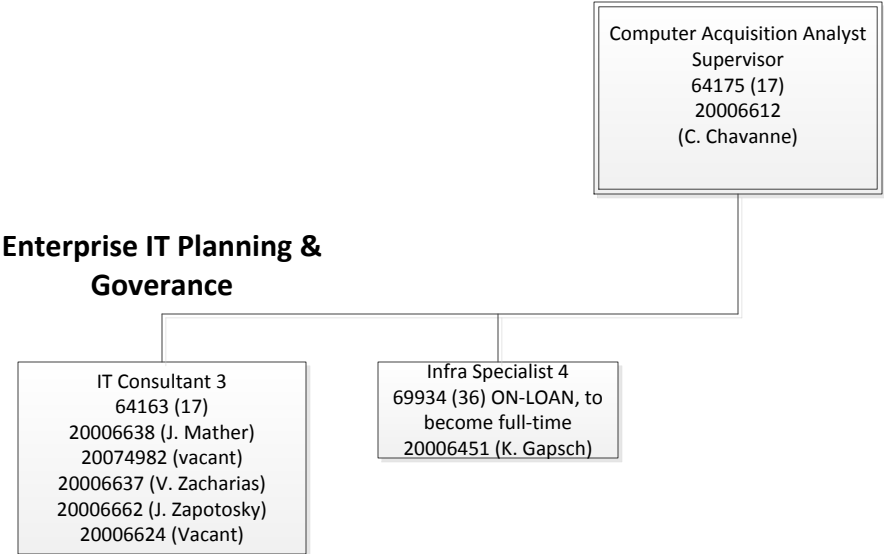 Computer Acquisition Analyst
Supervisor
64175 (17)
20006612
(C. Chavanne)
Enterprise IT Planning &
Goverance
IT Consultant 3
64163 (17)
20006638 (J. Mather)
20074982 (vacant)
20006637 (V. Zacharias)
20006662 (J. Zapotosky)
20006624 (Vacant)
Infra Specialist 4
69934 (36) ON-LOAN, to
become full-time
20006451 (K. Gapsch)